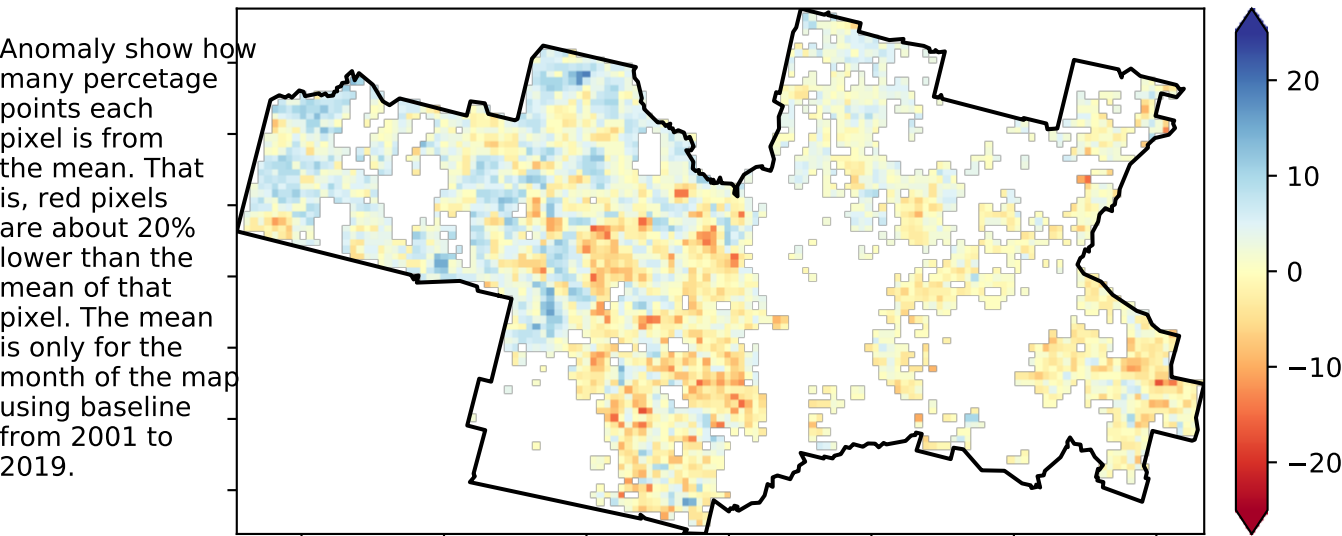 Anomaly show how
many percetage
points each
pixel is from
the mean. That
is, red pixels
are about 20%
lower than the
mean of that
pixel. The mean
is only for the
month of the map
using baseline
from 2001 to
2019.
20
10
0
−10
−20